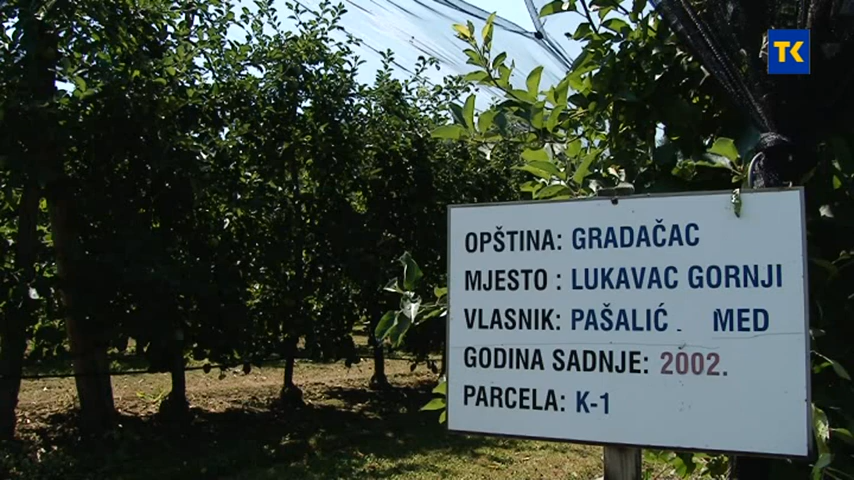 TK
OPŠTINA: GRADAČAC
MJESTO : LUKAVAC GORNJI
VLASNIK: PAŠALIĆ . MED
GODINA SADNJE: 2002.
PARCELA: K-1